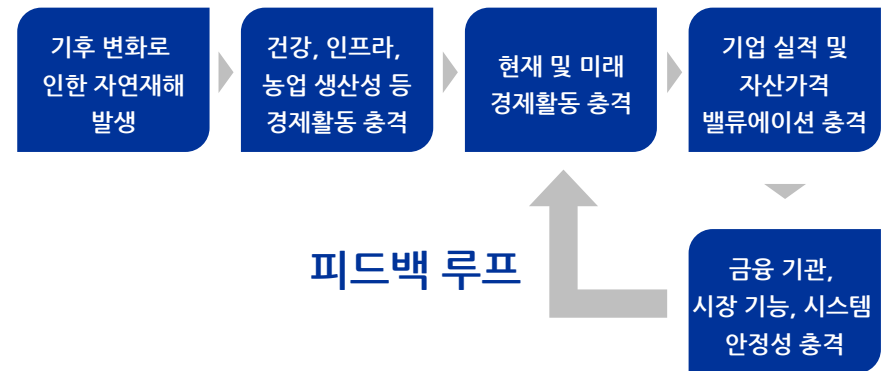 기후 변화로
인한 자연재해
발생
건강, 인프라,
농업 생산성 등
경제활동 충격
현재 및 미래
경제활동 충격
기업 실적 및
자산가격
밸류에이션 충격
피드백 루프
금융 기관,
시장 기능, 시스템
안정성 충격